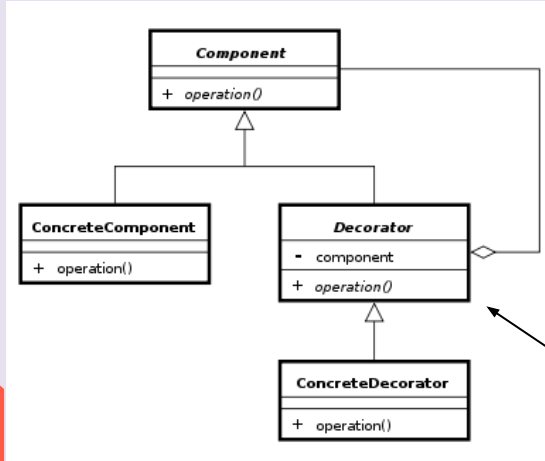 Component
+ operation()
ConcreteComponent
+ operation()
Decorator
- component
+ operation()
ConcreteDecorator
+ operation()